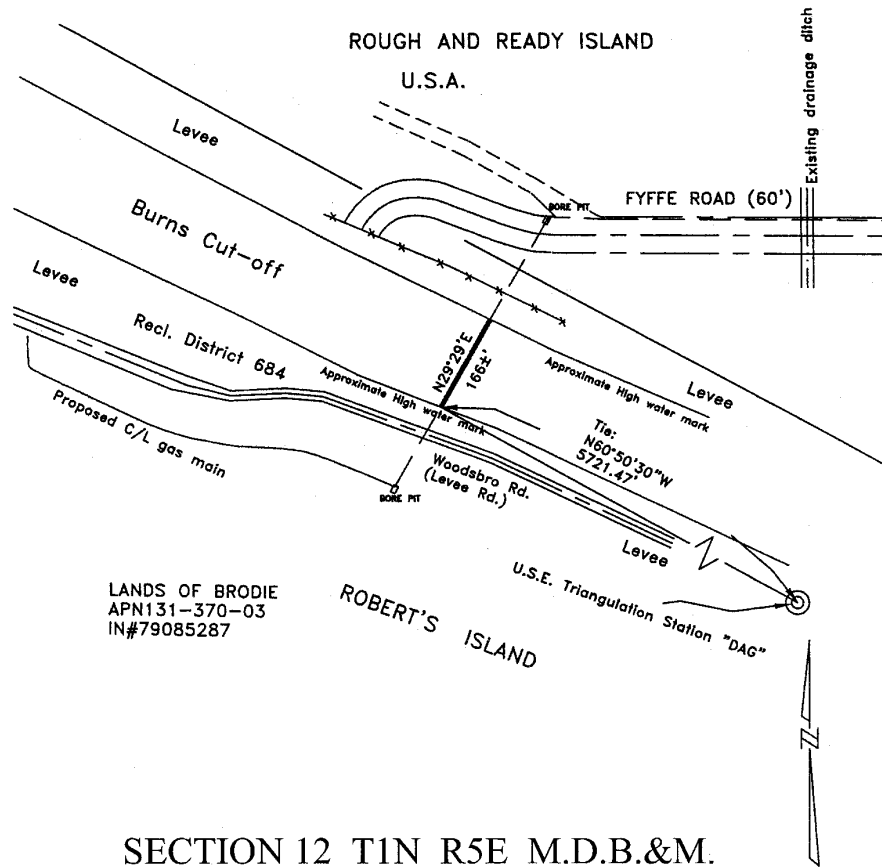 ROUGH AND READY ISLAND
U.S.A.
Existing drainage ditch
Levee
BORE PIT
FYFFE ROAD (60')
Burns Cut-off
Levee
Recl. District 684
N29°29'E
166±'
Approximate High water mark
Levee
Approximate High water mark
Tie:
N60°50'30"W
5721.47'
Proposed C/L gas main
Woodsbro Rd.
(Levee Rd.)
BORE PIT
Levee
U.S.E. Triangulation Station "DAG"
LANDS OF BRODIE
APN131-370-03
IN#79085287
ROBERT'S ISLAND
N
SECTION 12 T1N R5E M.D.B.&M.